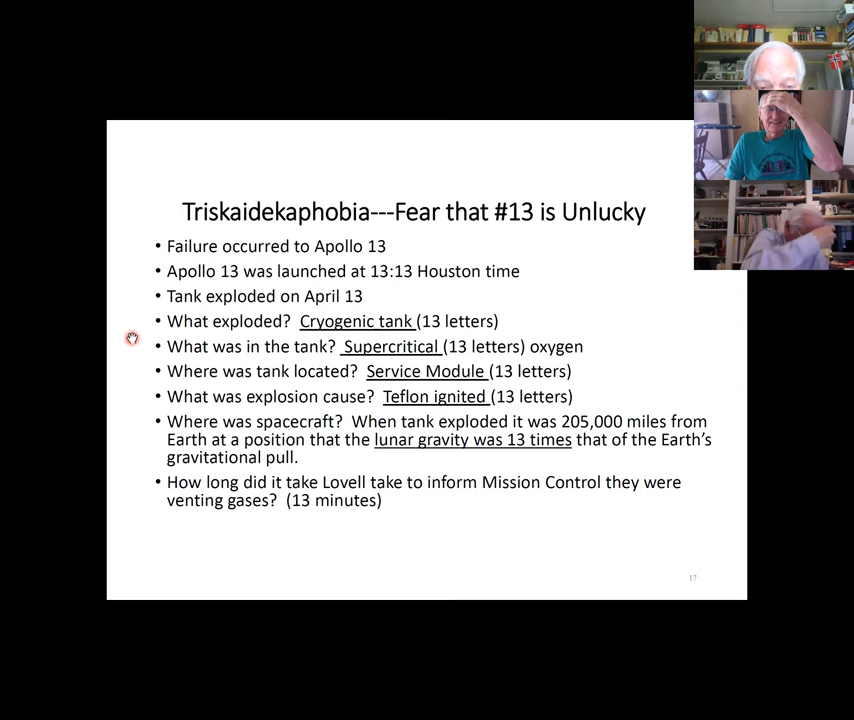 Triskaidekaphobia---Fear that #13 is Unlucky
• Failure occurred to Apollo 13
• Apollo 13 was launched at 13:13 Houston time
• Tank exploded on April 13
• What exploded? Cryogenic tank (13 letters)
• What was in the tank? Supercritical (13 letters) oxygen
• Where was tank located? Service Module (13 letters)
• What was explosion cause? Teflon ignited (13 letters)
• Where was spacecraft? When tank exploded it was 205,000 miles from
Earth at a position that the lunar gravity was 13 times that of the Earth's
gravitational pull.
• How long did it take Lovell take to inform Mission Control they were
venting gases? (13 minutes)
17